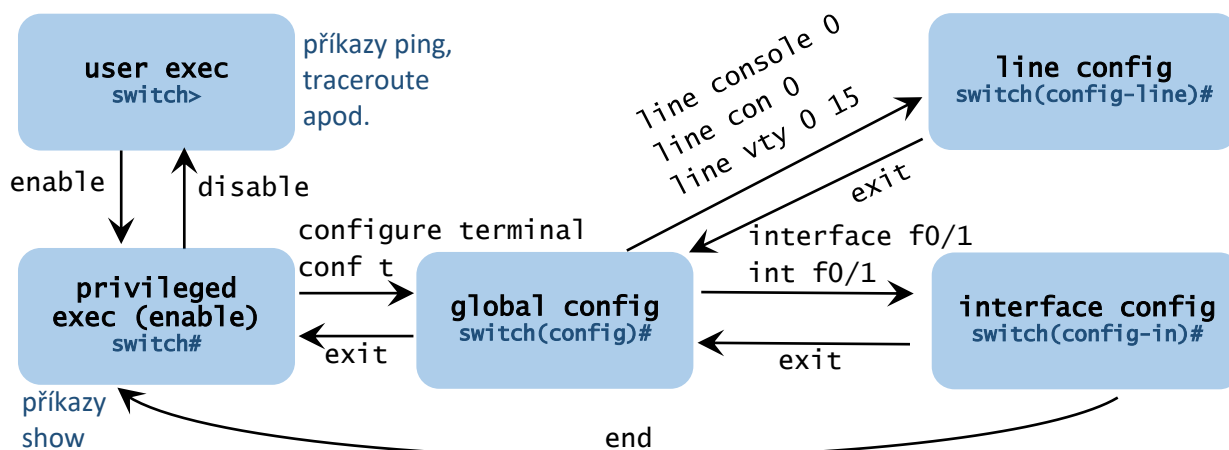 user exec
switch>
příkazy ping,
traceroute
apod.
line console 0
line con 0
line vty 0 15
line config
switch(config-line)#
enable
disable
exit
configure terminal
conf t
interface f0/1
int f0/1
privileged
exec (enable)
switch#
global config
switch(config)#
interface config
switch(config-in)#
exit
exit
příkazy
show
end